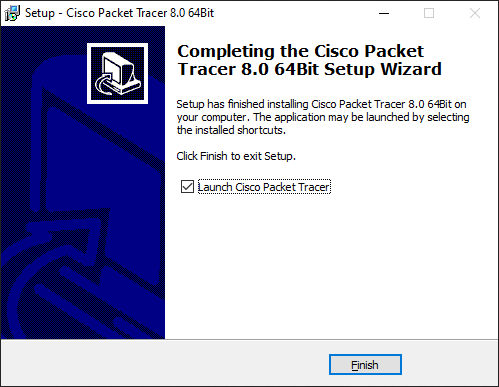 Setup - Cisco Packet Tracer 8.0 64Bit
Completing the Cisco Packet
Tracer 8.0 64Bit Setup Wizard
Setup has finished installing Cisco Packet Tracer 8.0 64Bit on
your computer. The application may be launched by selecting
the installed shortcuts.
Click Finish to exit Setup.
Launch Cisco Packet Tracer
Finish